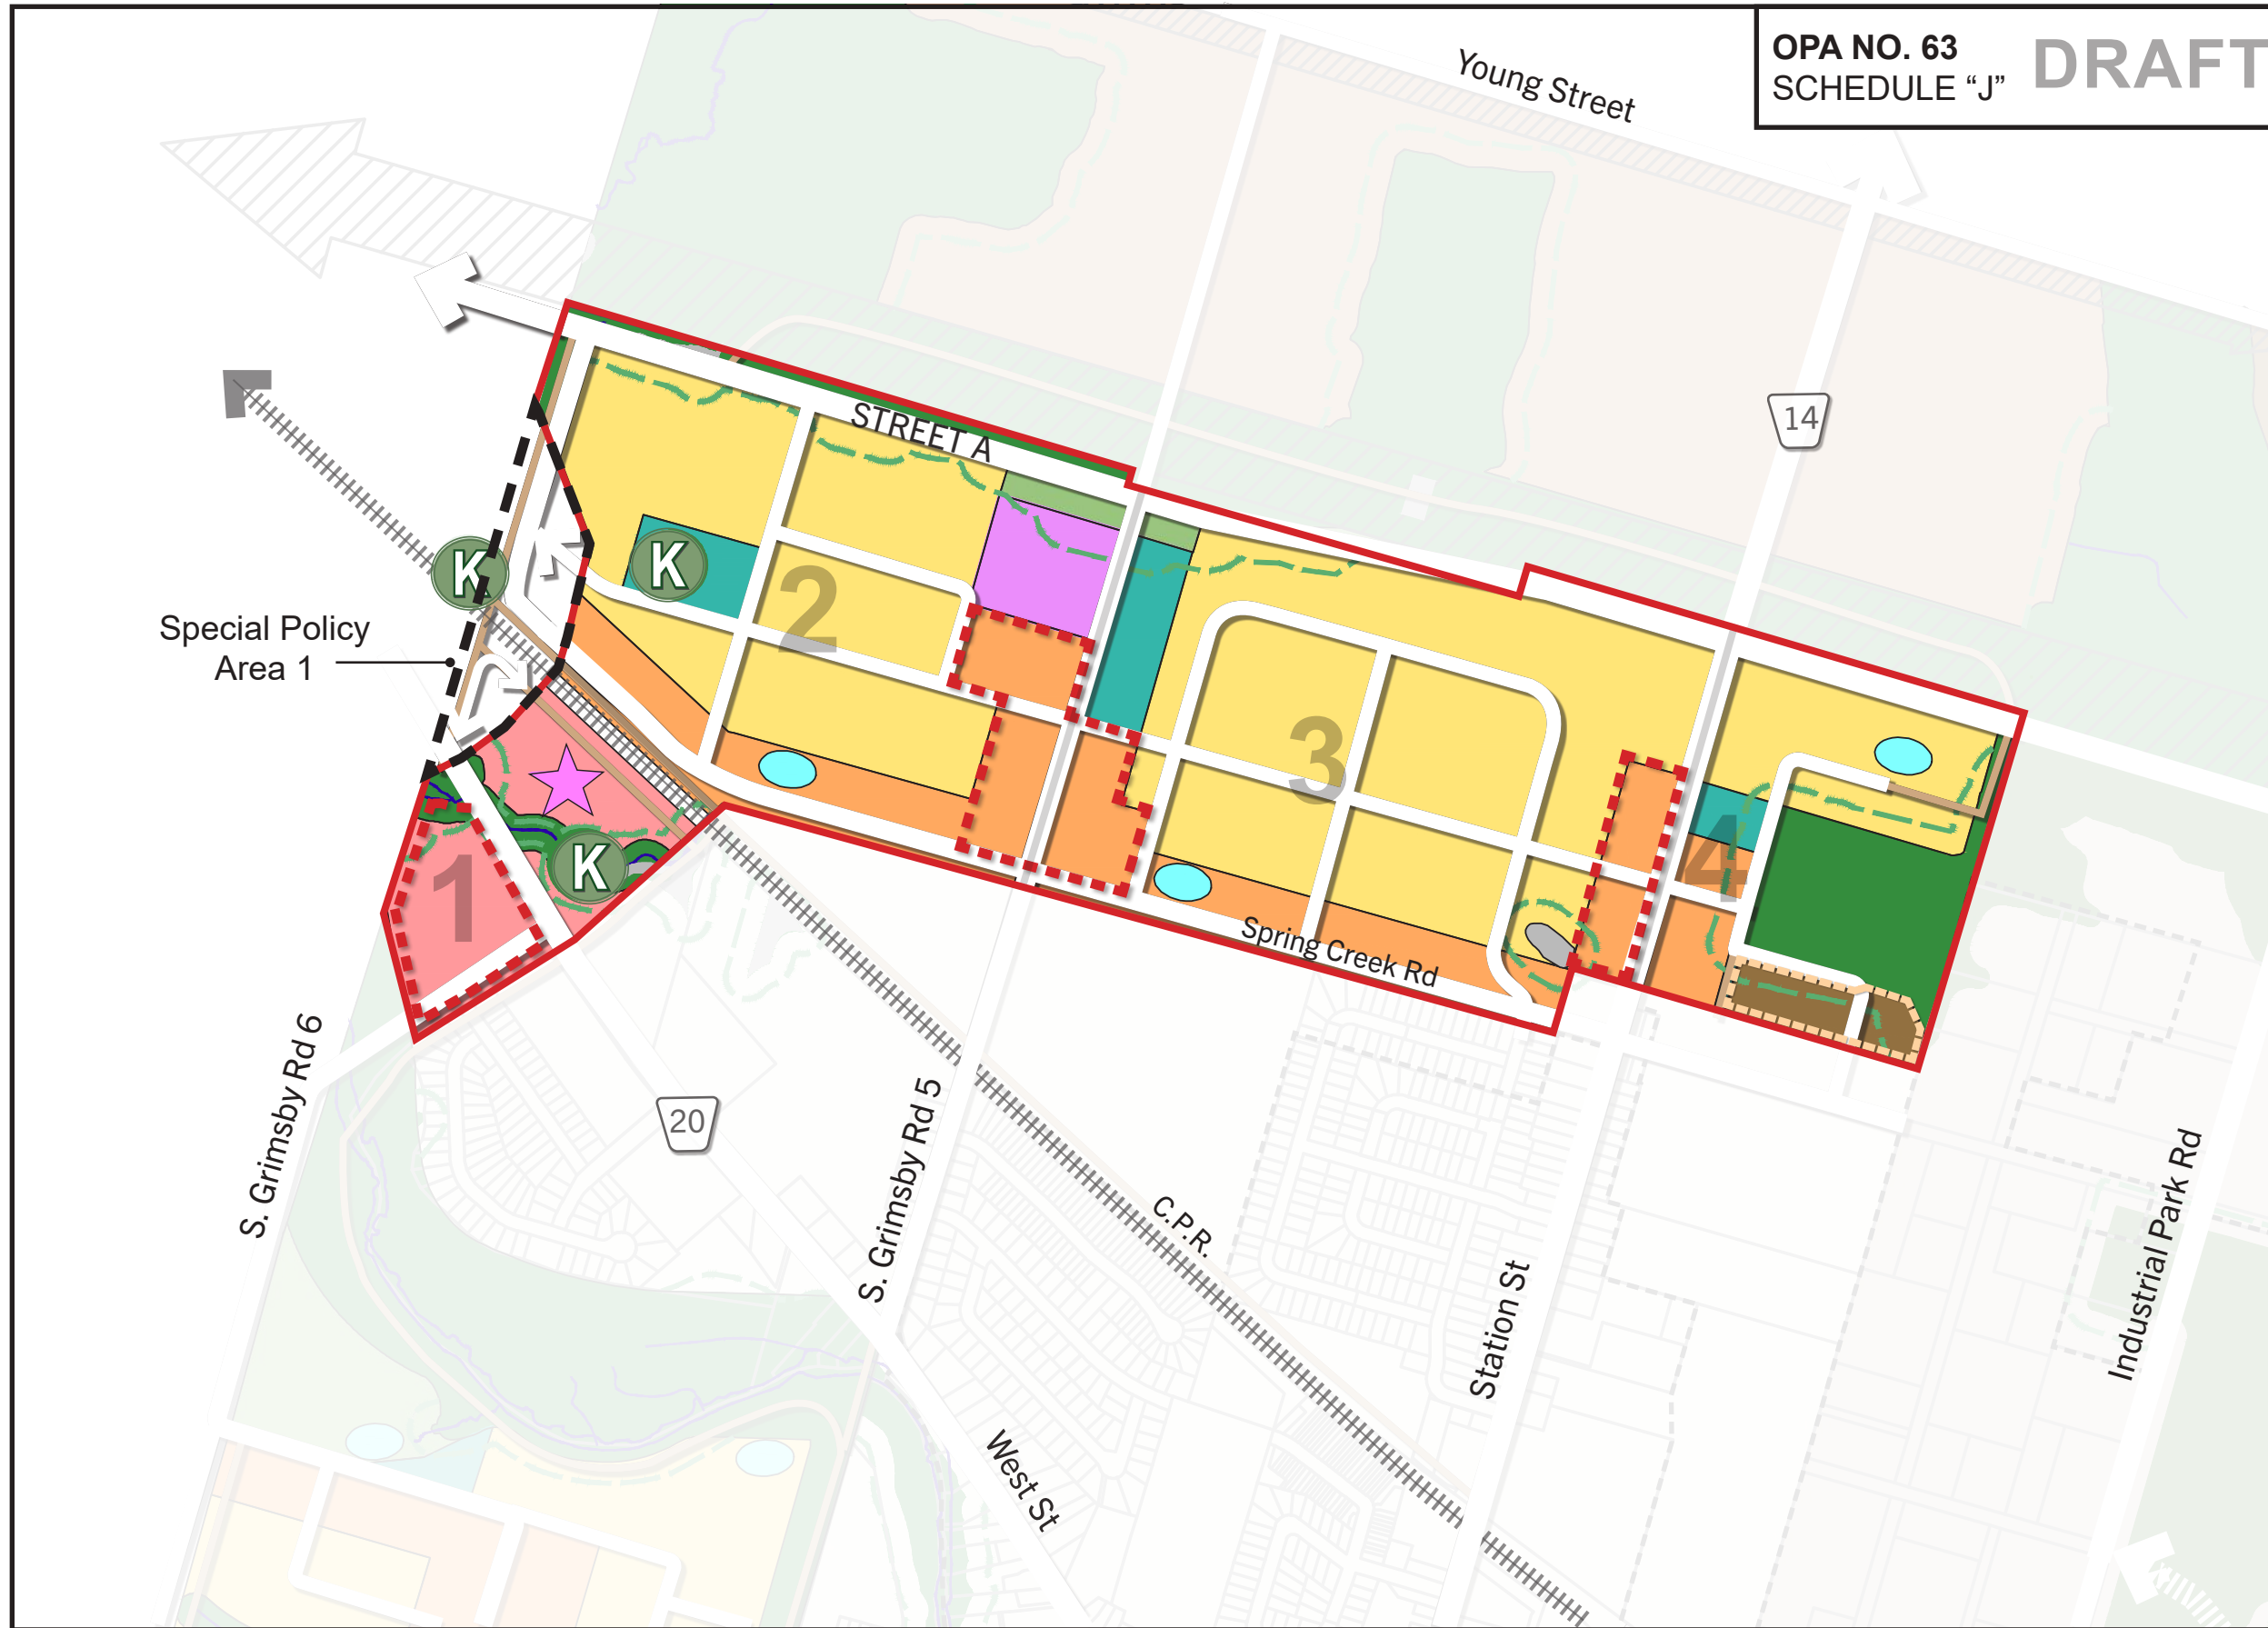 OPA NO. 63
SCHEDULE “J”
DRAFT
Young Street
14
STREET A
K
K
Special Policy
Area 1
2
3
4
1
K
Spring Creek Rd
S. Grimsby Rd 6
20
S. Grimsby Rd 5
C.P.R.
Station St
Industrial Park Rd
West St